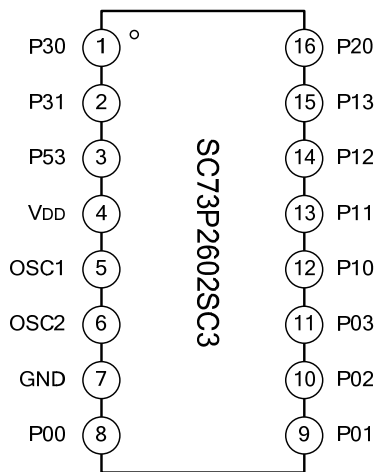 P30 1 16 P20
P31 2 15 P13
P53 3 14 P12
VDD 4 13 P11
OSC1 5 12 P10
OSC2 6 11 P03
GND 7 10 P02
P00 8 9 P01
SC73P2602SC3